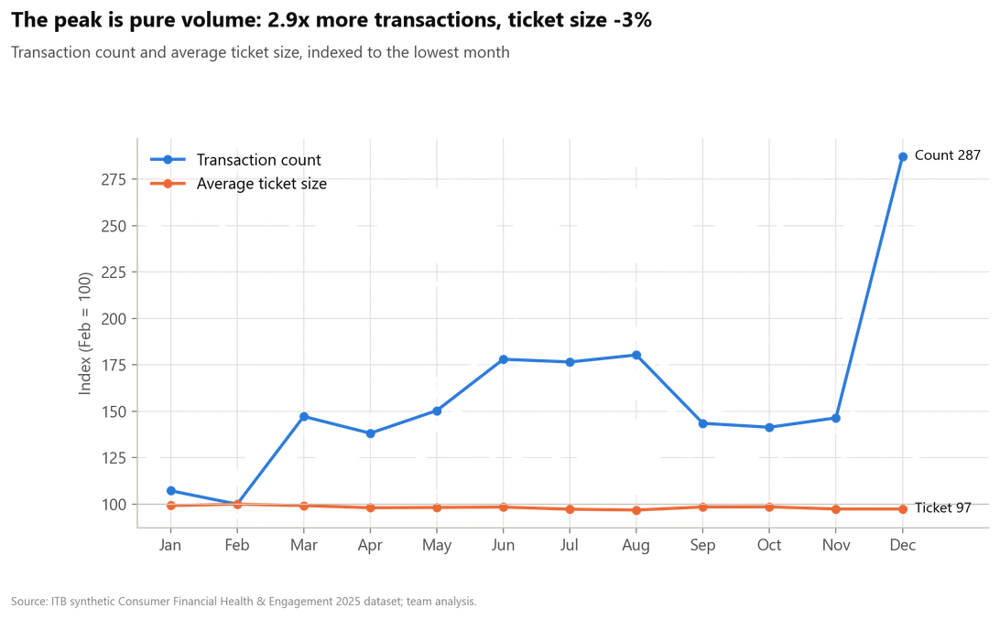 The peak is pure volume: 2.9x more transactions, ticket size -3%
Transaction count and average ticket size, indexed to the lowest month
Transaction count
Average ticket size
Count 287
275
250
225
200
175
150
125
100
Index (Feb = 100)
Ticket 97
Jan Feb Mar Apr May Jun Jul Aug Sep Oct Nov Dec
Source: ITB synthetic Consumer Financial Health & Engagement 2025 dataset; team analysis.